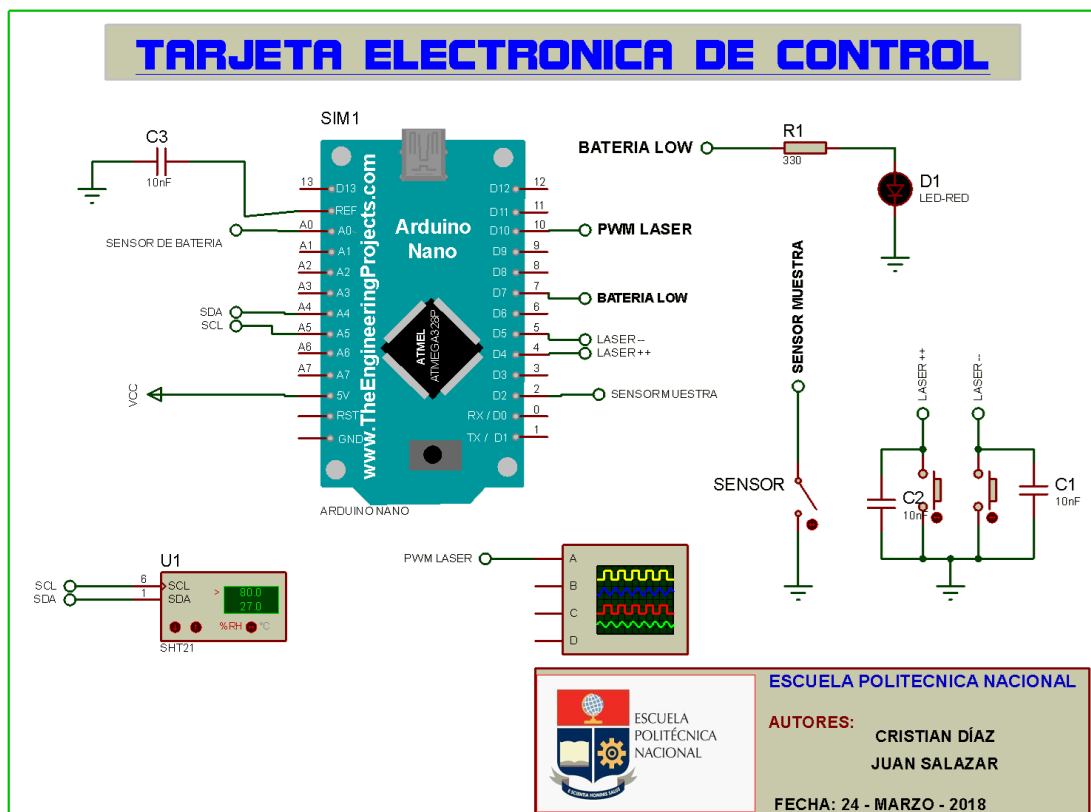 TARJETA ELECTRONICA DE CONTROL
SIM1
C3
10nF
SENSOR DE BATERIA
SDA
SCL
VCC
13
A0
A1
A2
A3
A4
A5
A6
A7
D13
REF
A0
A1
A2
A3
A4
A5
A6
A7
5V
RST
GND
www.TheEngineeringProjects.com
Arduino
Nano
ATMEL
ATMEGA328P
D12
D11
D10
D9
D8
D7
D6
D5
D4
D3
D2
RX / D0
TX / D1
12
11
10
9
8
7
6
5
4
3
2
0
1
PWM LASER
BATERIA LOW
LASER--
LASER++
SENSOR MUESTRA
ARDUINO NANO
BATERIA LOW
R1
330
D1
LED-RED
SENSOR MUESTRA
SENSOR
LASER++
LASER--
C2
10nF
C1
10nF
U1
SCL
SDA
6
1
SCL
SDA
>
80.0
27.0
%RH
°C
SHT21
PWM LASER
A
B
C
D
ESCUELA
POLITÉCNICA
NACIONAL
E SCIENTIA HOMINIS SALUS
ESCUELA POLITECNICA NACIONAL
AUTORES:
CRISTIAN DÍAZ
JUAN SALAZAR
FECHA: 24 - MARZO - 2018